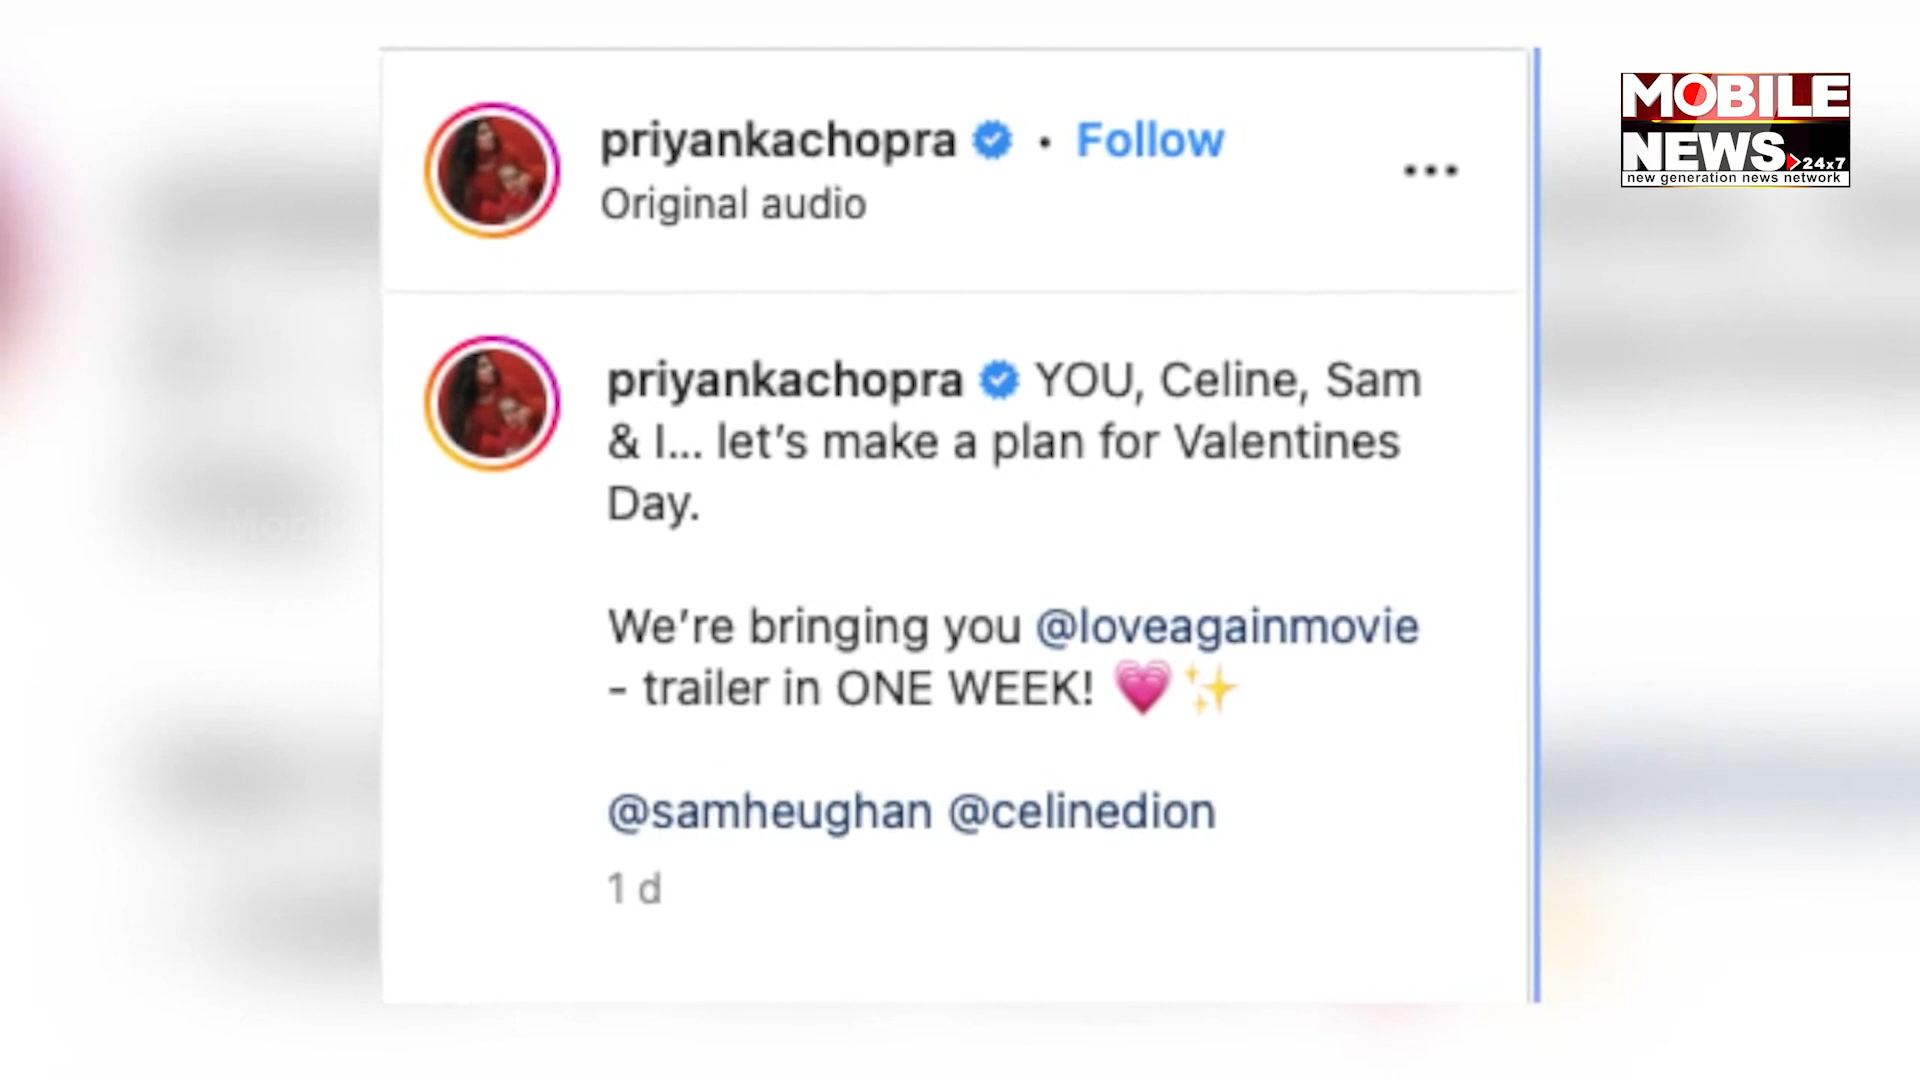 priyankachopra • Follow
Original audio
...
MOBILE
NEWS 24x7
new generation news network
priyankachopra YOU, Celine, Sam
& I... let's make a plan for Valentines
Day.
We're bringing you @loveagainmovie
- trailer in ONE WEEK! 💗✨
@samheughan @celinedion
1 d